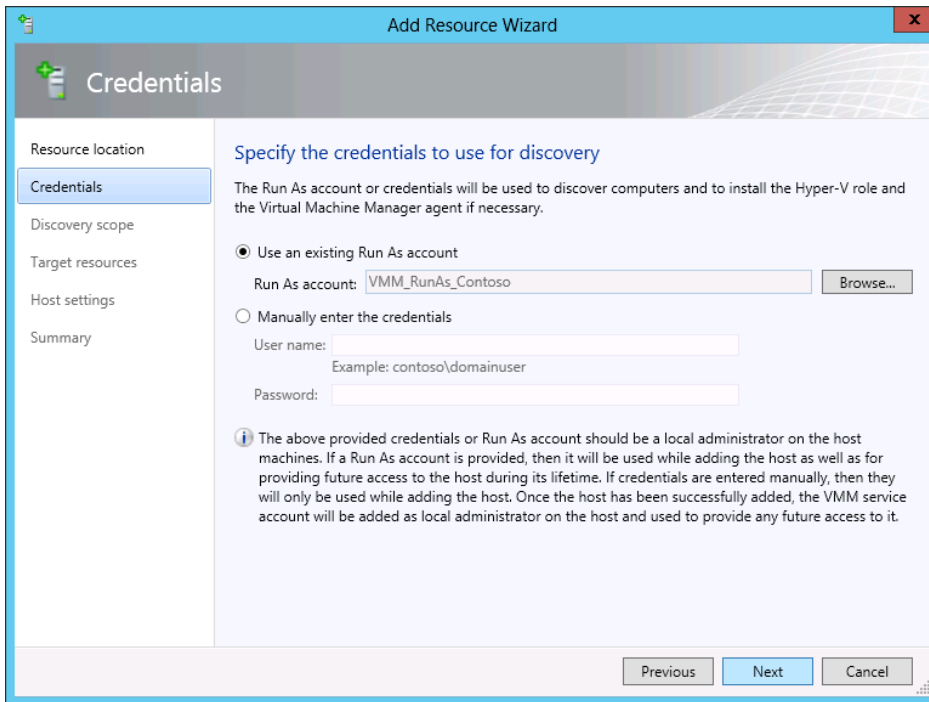 Add Resource Wizard
x
Credentials
Resource location
Credentials
Discovery scope
Target resources
Host settings
Summary
Specify the credentials to use for discovery
The Run As account or credentials will be used to discover computers and to install the Hyper-V role and
the Virtual Machine Manager agent if necessary.
Use an existing Run As account
Run As account: VMM_RunAs_Contoso Browse...
Manually enter the credentials
User name:
Example: contoso\domainuser
Password:
i The above provided credentials or Run As account should be a local administrator on the host
machines. If a Run As account is provided, then it will be used while adding the host as well as for
providing future access to the host during its lifetime. If credentials are entered manually, then they
will only be used while adding the host. Once the host has been successfully added, the VMM service
account will be added as local administrator on the host and used to provide any future access to it.
Previous Next Cancel